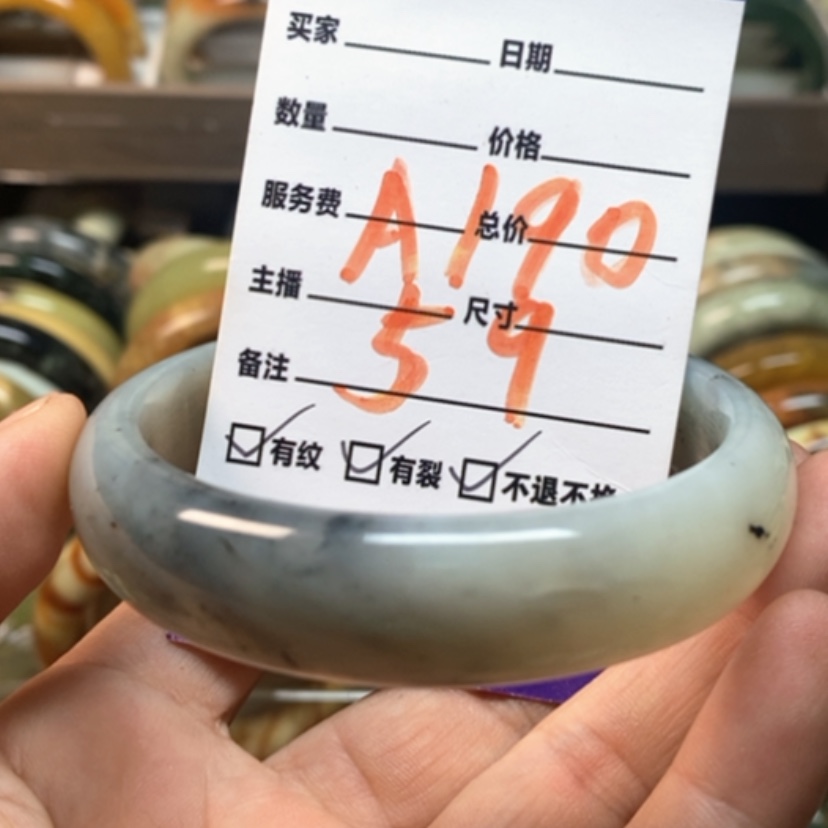 买家 日期
数量 价格
服务费 总价
A190
主播 尺寸
59
备注
有纹 有裂 不退不换